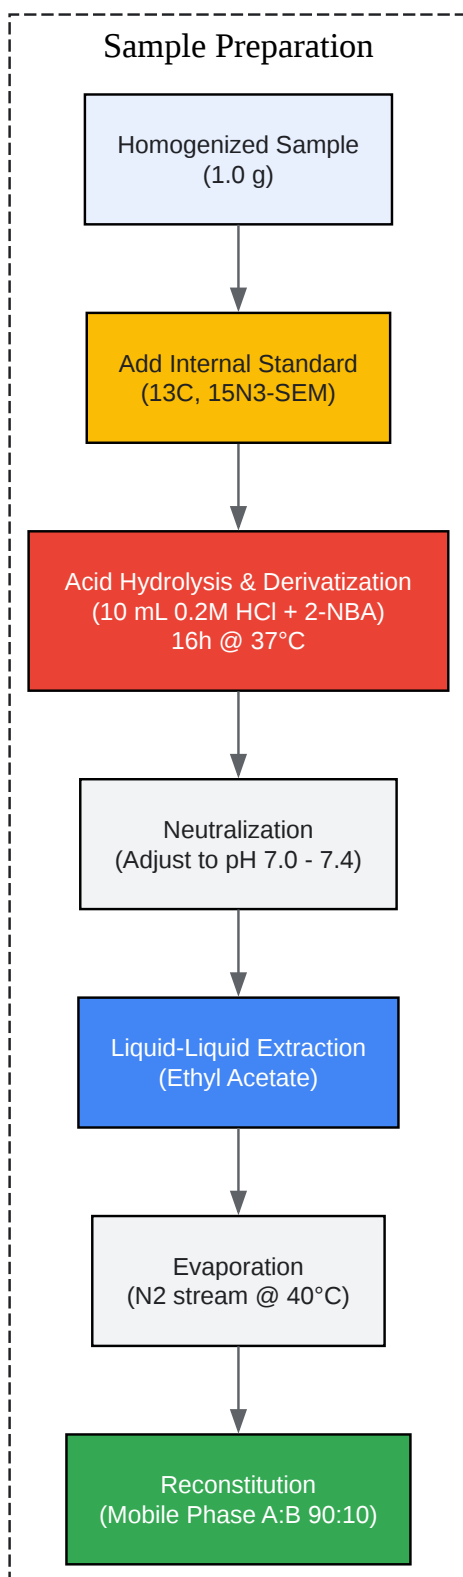 Sample Preparation
Homogenized Sample
(1.0 g)
Add Internal Standard
(13C, 15N3-SEM)
Acid Hydrolysis & Derivatization
(10 mL 0.2M HCl + 2-NBA)
16h @ 37°C
Neutralization
(Adjust to pH 7.0 - 7.4)
Liquid-Liquid Extraction
(Ethyl Acetate)
Evaporation
(N2 stream @ 40°C)
Reconstitution
(Mobile Phase A:B 90:10)